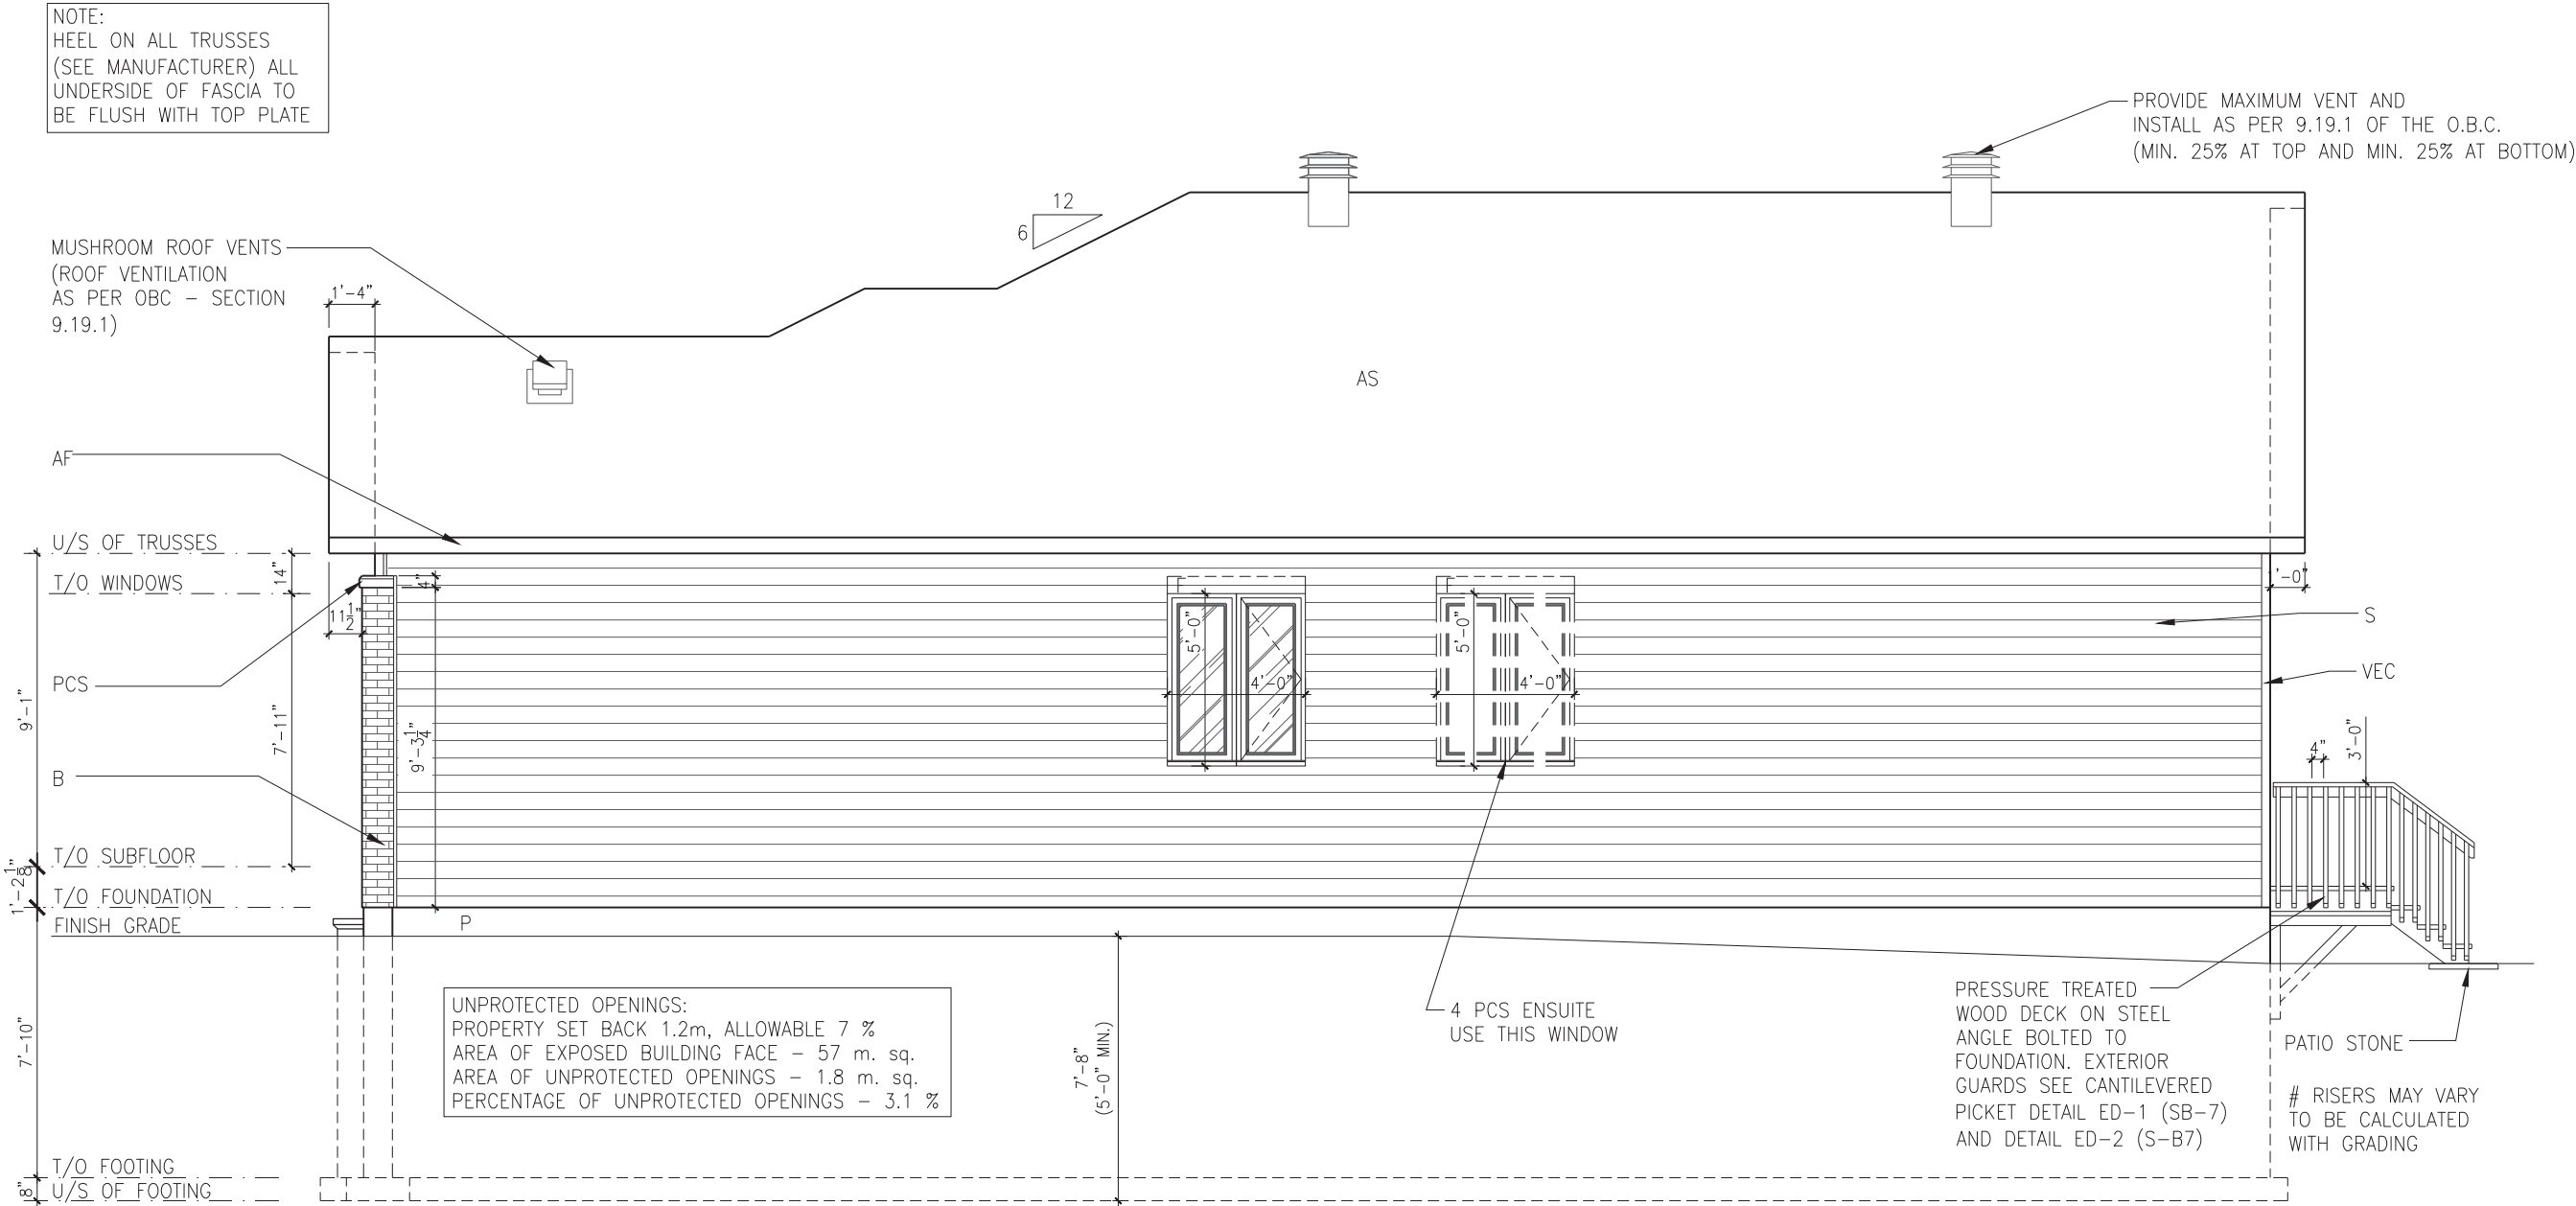 NOTE:
HEEL ON ALL TRUSSES
(SEE MANUFACTURER) ALL
UNDERSIDE OF FASCIA TO
BE FLUSH WITH TOP PLATE
PROVIDE MAXIMUM VENT AND
INSTALL AS PER 9.19.1 OF THE O.B.C.
(MIN. 25% AT TOP AND MIN. 25% AT BOTTOM)
12
6
MUSHROOM ROOF VENTS
(ROOF VENTILATION
AS PER OBC – SECTION
9.19.1)
1'-4"
AS
AF
U/S OF TRUSSES
14"
T/O WINDOWS
4"
11 1/2"
1'-0"
S
PCS
VEC
5'-0"
4'-0"
5'-0"
4'-0"
9'-1"
7'-11"
9'-3 1/4"
B
4"
3'-0"
T/O SUBFLOOR
1'-2 1/8"
T/O FOUNDATION
FINISH GRADE
P
UNPROTECTED OPENINGS:
PROPERTY SET BACK 1.2m, ALLOWABLE 7 %
AREA OF EXPOSED BUILDING FACE – 57 m. sq.
AREA OF UNPROTECTED OPENINGS – 1.8 m. sq.
PERCENTAGE OF UNPROTECTED OPENINGS – 3.1 %
7'-10"
7'-8"
(5'-0" MIN.)
4 PCS ENSUITE
USE THIS WINDOW
PRESSURE TREATED
WOOD DECK ON STEEL
ANGLE BOLTED TO
FOUNDATION. EXTERIOR
GUARDS SEE CANTILEVERED
PICKET DETAIL ED-1 (SB-7)
AND DETAIL ED-2 (S-B7)
PATIO STONE
# RISERS MAY VARY
TO BE CALCULATED
WITH GRADING
T/O FOOTING
8"
U/S OF FOOTING